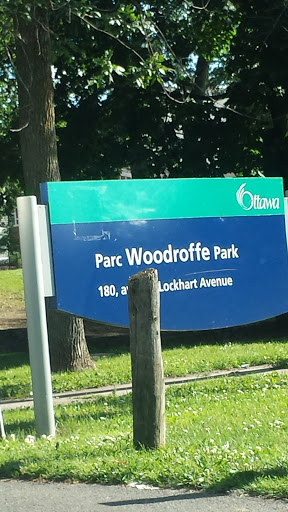 Ottawa
Parc Woodroffe Park
180, a Lockhart Avenue